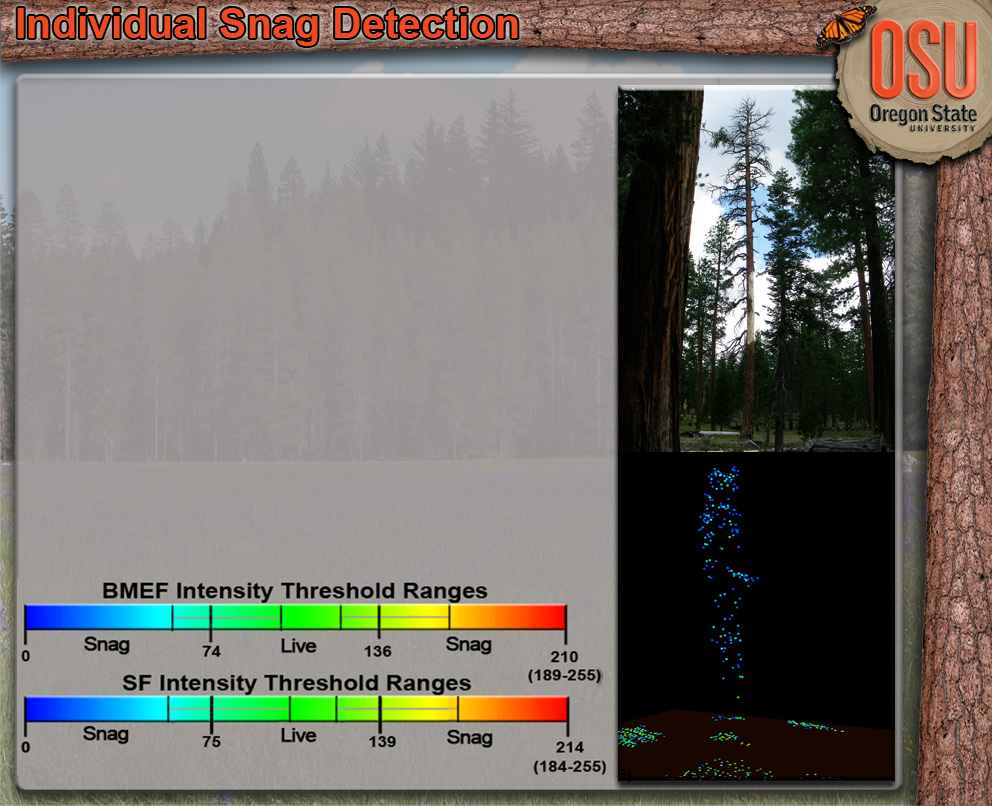 Individual Snag Detection
OSU
Oregon State
UNIVERSITY
BMEF Intensity Threshold Ranges
Snag Live Snag
0 74 136 210
(189-255)
SF Intensity Threshold Ranges
Snag Live Snag
0 75 139 214
(184-255)